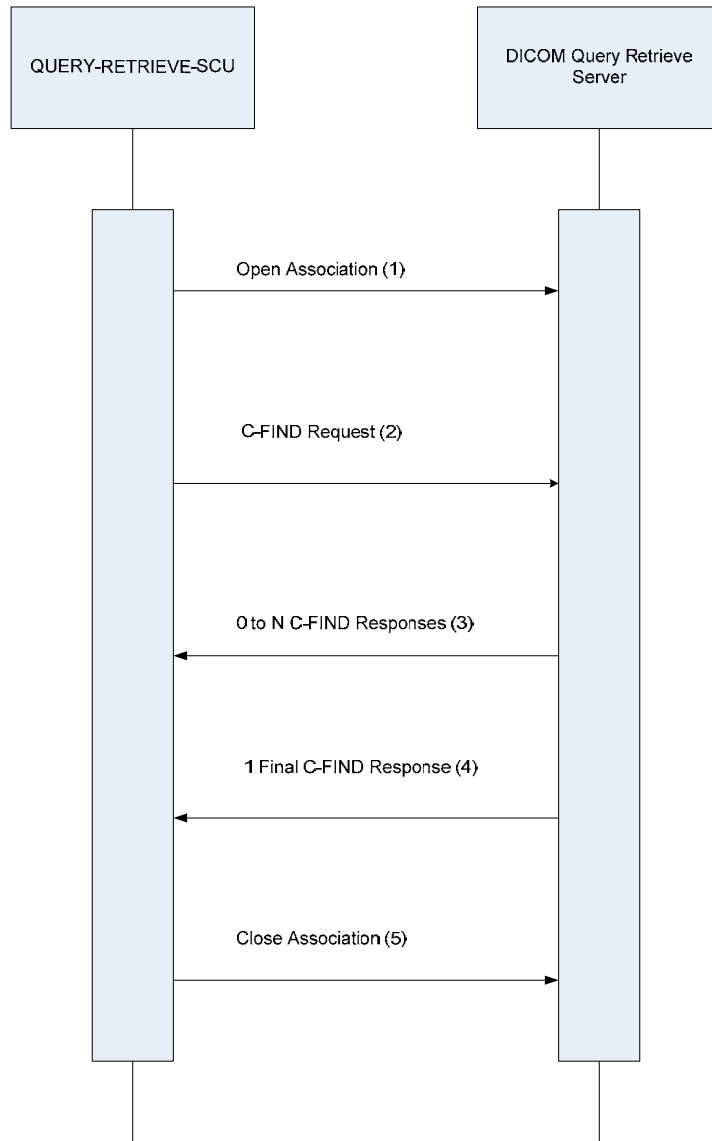 QUERY-RETRIEVE-SCU
DICOM Query Retrieve
Server
Open Association (1)
C-FIND Request (2)
0 to N C-FIND Responses (3)
1 Final C-FIND Response (4)
Close Association (5)